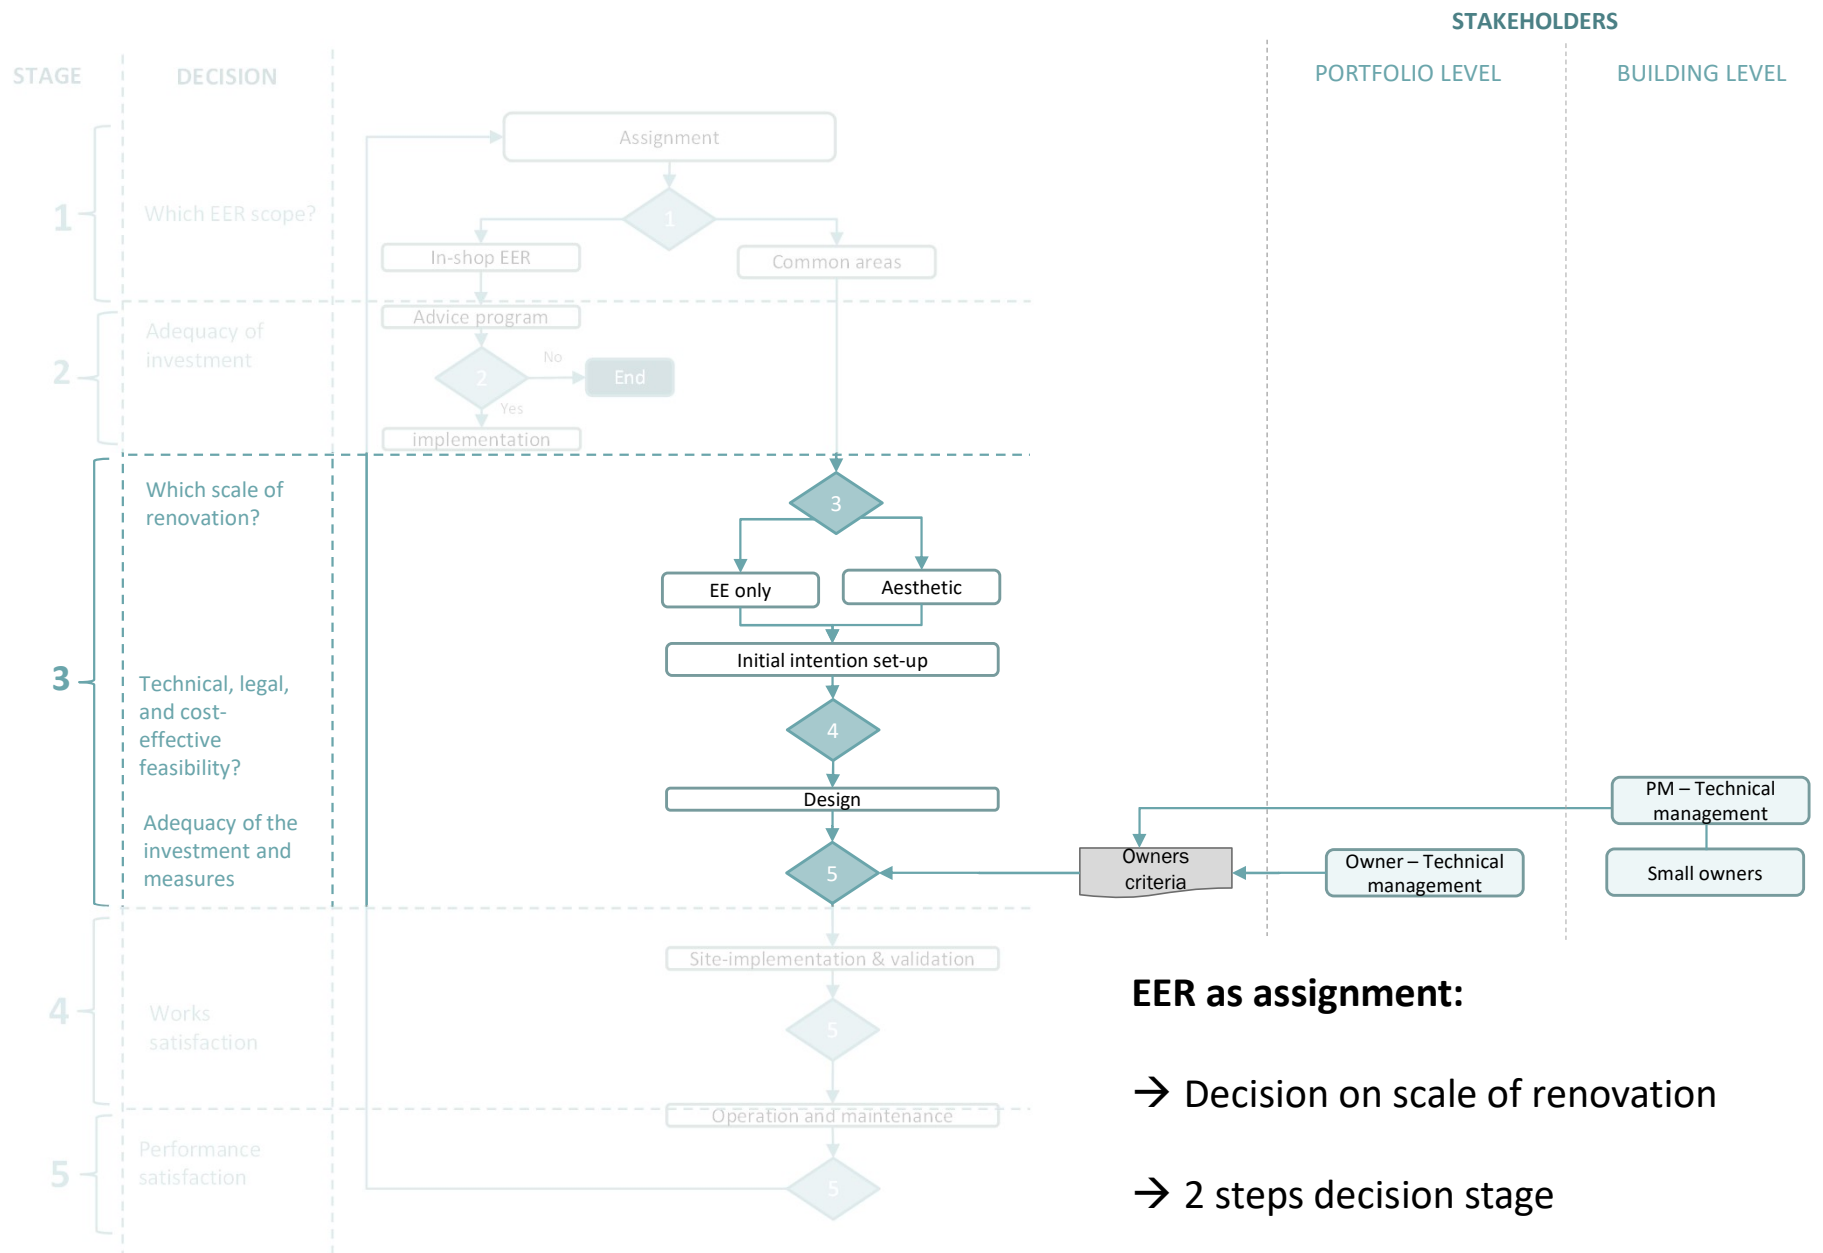 STAKEHOLDERS
STAGE
DECISION
PORTFOLIO LEVEL
BUILDING LEVEL
Assignment
1
Which EER scope?
1
In-shop EER
Common areas
2
Adequacy of
investment
Advice program
2
No
End
Yes
implementation
3
Which scale of
renovation?
3
EE only
Aesthetic
Initial intention set-up
Technical, legal,
and cost-
effective
feasibility?
4
Design
Adequacy of the
investment and
measures
5
Owners
criteria
Owner – Technical
management
PM – Technical
management
Small owners
4
Works
satisfaction
Site-implementation & validation
5
5
Performance
satisfaction
Operation and maintenance
5
EER as assignment:
→ Decision on scale of renovation
→ 2 steps decision stage